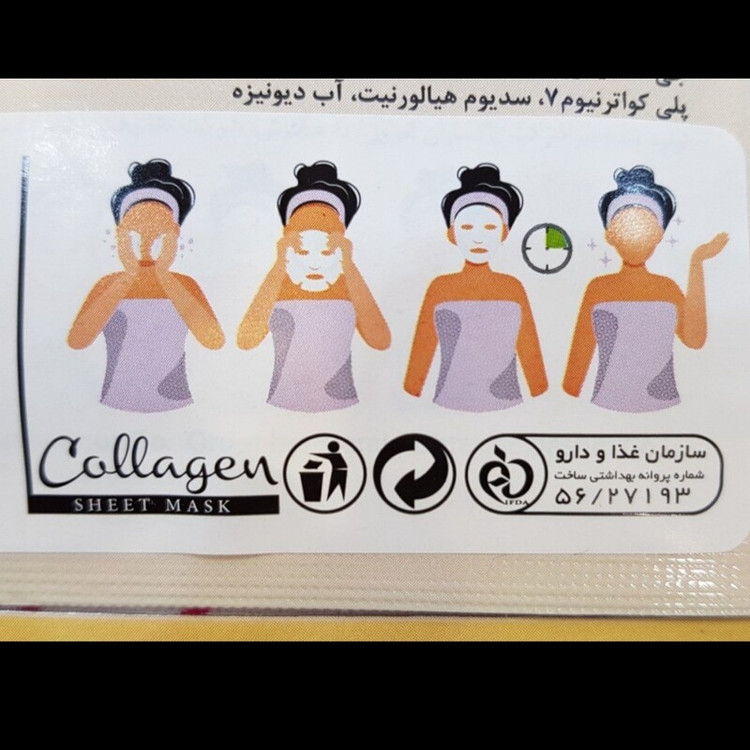 پلی کواترنیوم۷، سدیوم هیالورنیت، آب دیونیزه
Collagen
SHEET MASK
IFDA
سازمان غذا و دارو
شماره پروانه بهداشتی ساخت
۵۶/۲۷۱۹۳